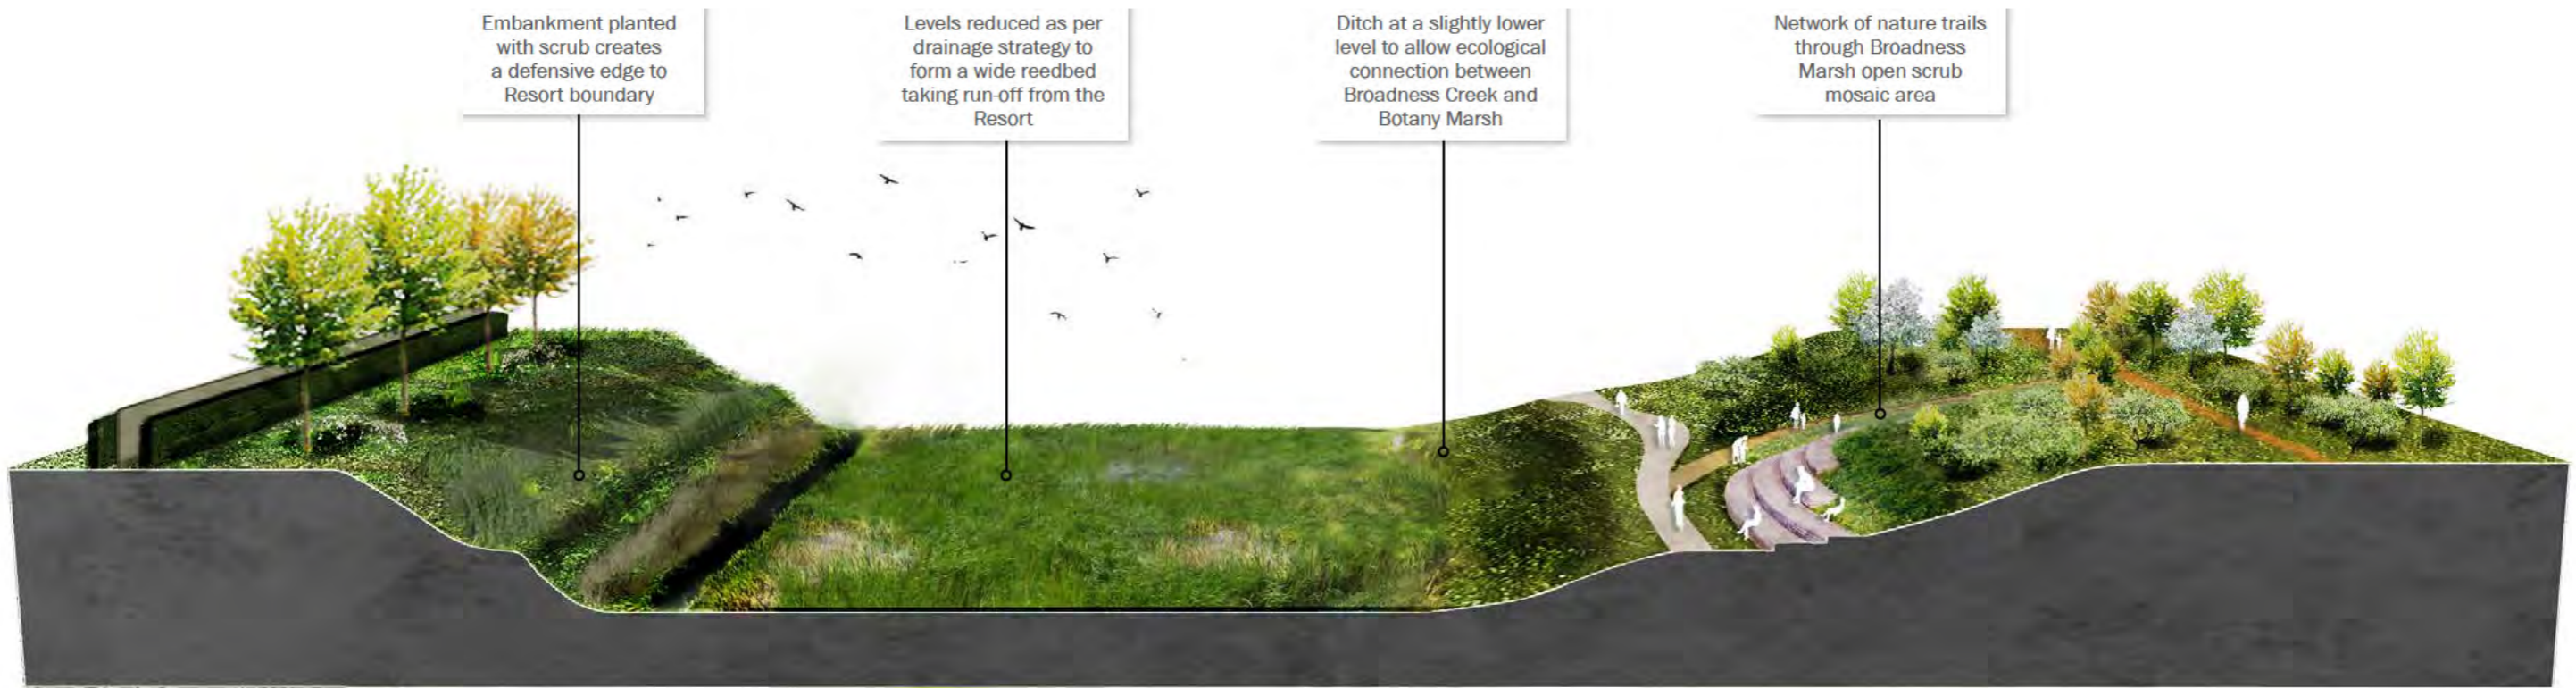 Embankment planted
with scrub creates
a defensive edge to
Resort boundary
Levels reduced as per
drainage strategy to
form a wide reedbed
taking run-off from the
Resort
Ditch at a slightly lower
level to allow ecological
connection between
Broadness Creek and
Botany Marsh
Network of nature trails
through Broadness
Marsh open scrub
mosaic area